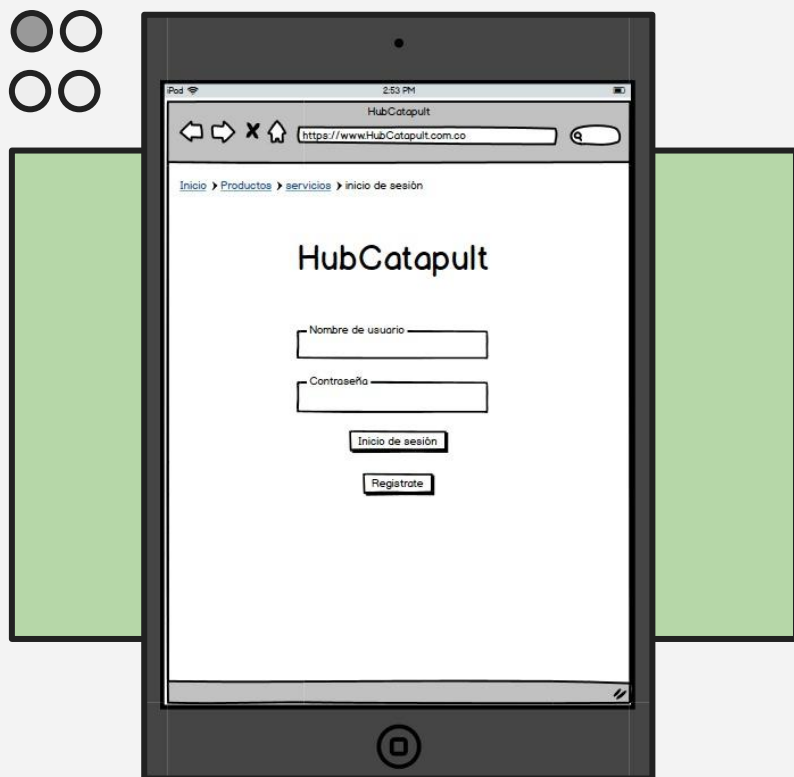 iPod 2:53 PM
HubCatapult
https://www.HubCatapult.com.co
Inicio Productos servicios inicio de sesión
HubCatapult
Nombre de usuario
Contraseña
Inicio de sesión
Registrate